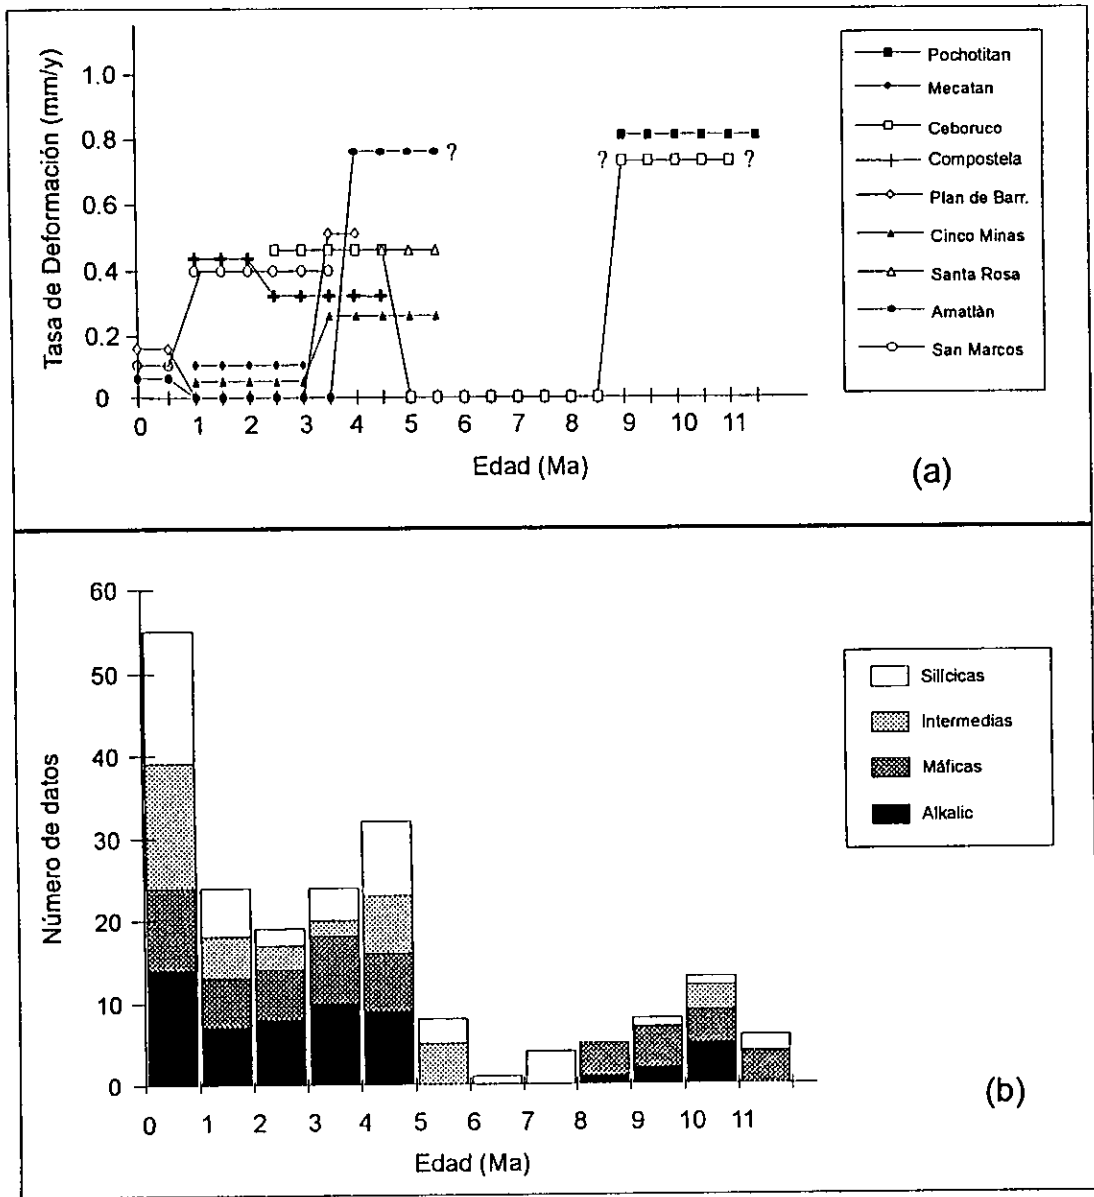 Tasa de Deformación (mm/y)
1.0
0.8
0.6
0.4
0.2
0
?
?
?
0 1 2 3 4 5 6 7 8 9 10 11
Edad (Ma)
(a)
Pochotitan
Mecatan
Ceboruco
Compostela
Plan de Barr.
Cinco Minas
Santa Rosa
Amatlàn
San Marcos
Número de datos
60
50
40
30
20
10
0
0 1 2 3 4 5 6 7 8 9 10 11
Edad (Ma)
(b)
Silícicas
Intermedias
Máficas
Alkalic